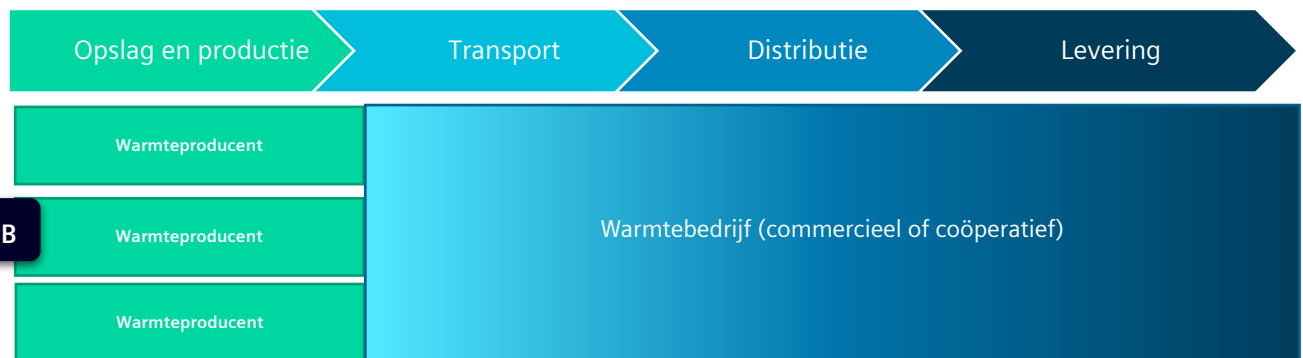 Opslag en productie
Transport
Distributie
Levering
Warmteproducent
B
Warmteproducent
Warmtebedrijf (commercieel of coöperatief)
Warmteproducent